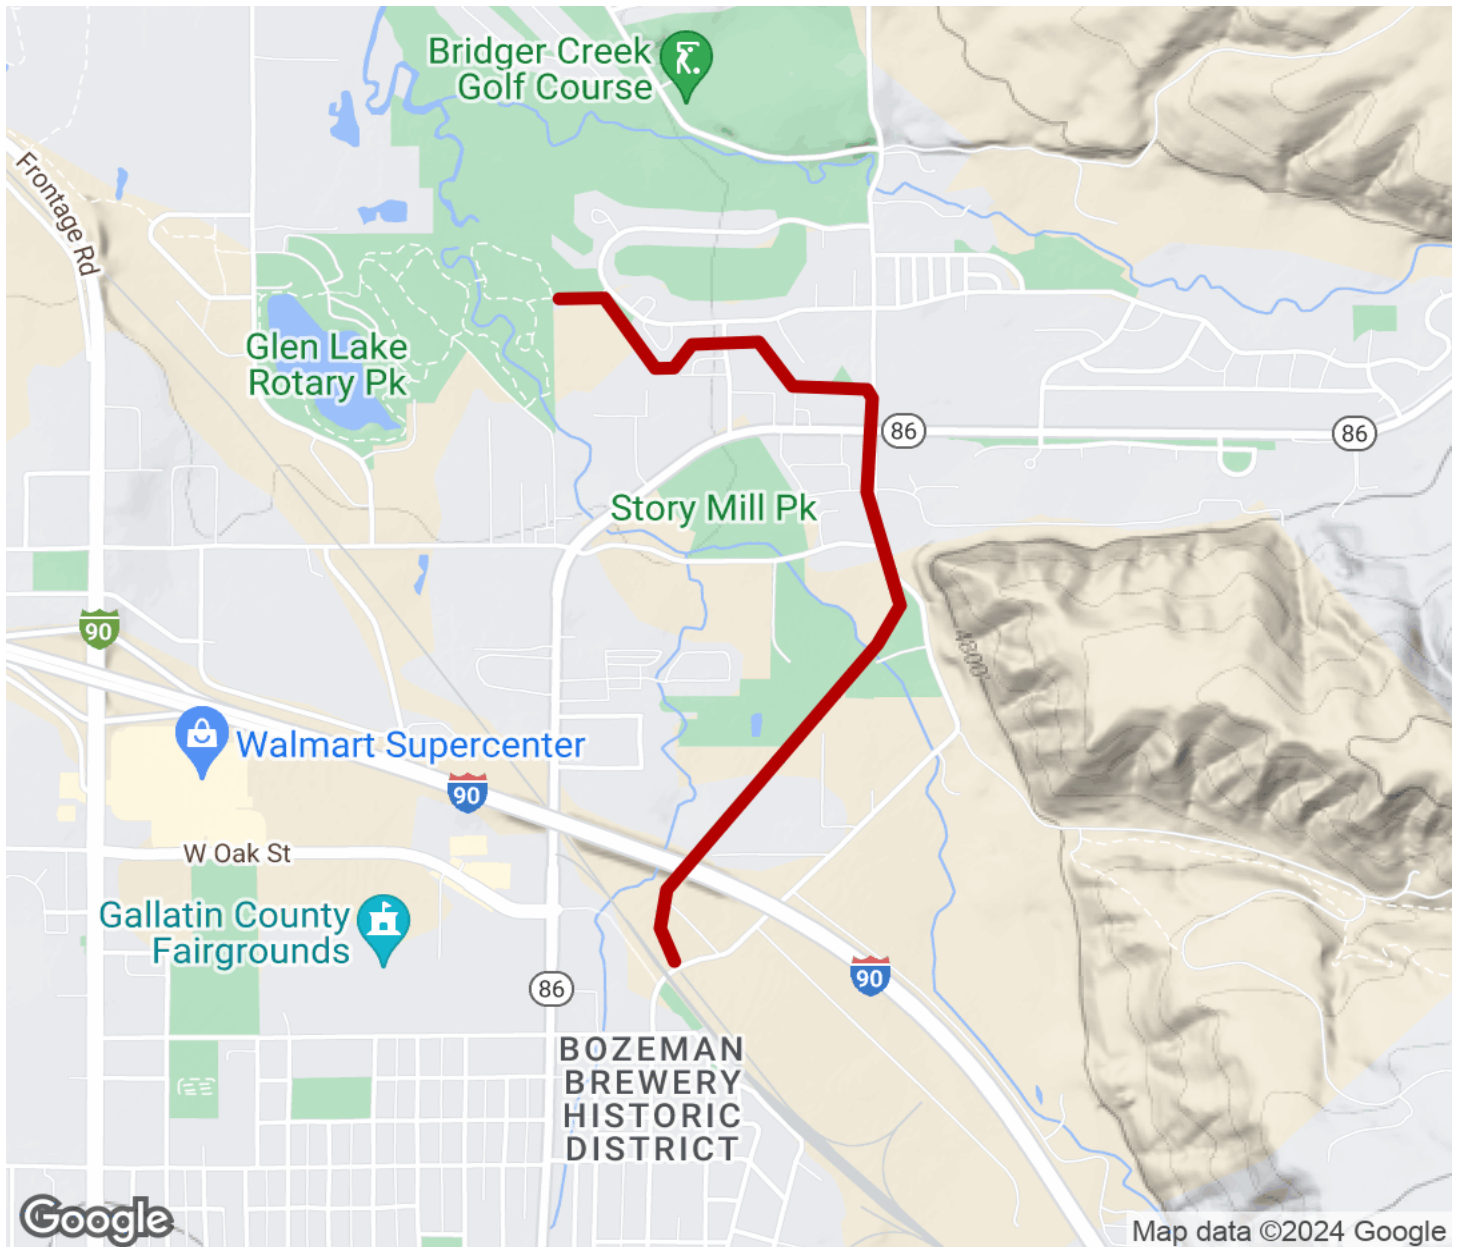 Bridger Creek
Golf Course
Frontage Rd
Glen Lake
Rotary Pk
86
86
Story Mill Pk
90
4800'
Walmart Supercenter
90
W Oak St
Gallatin County
Fairgrounds
90
86
BOZEMAN
BREWERY
HISTORIC
DISTRICT
Google
Map data ©2024 Google